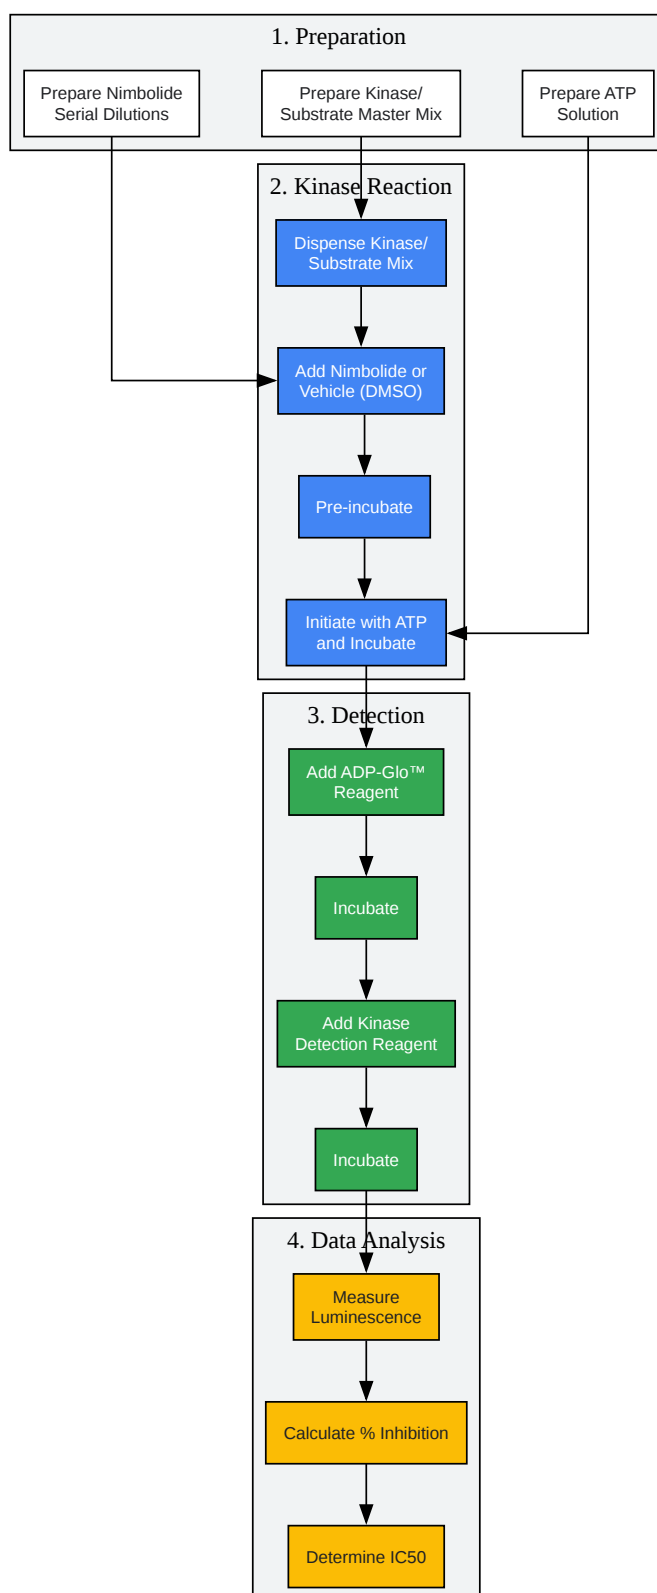 1. Preparation
Prepare Nimbolide
Serial Dilutions
Prepare Kinase/
Substrate Master Mix
Prepare ATP
Solution
2. Kinase Reaction
Dispense Kinase/
Substrate Mix
Add Nimbolide or
Vehicle (DMSO)
Pre-incubate
Initiate with ATP
and Incubate
3. Detection
Add ADP-Glo™
Reagent
Incubate
Add Kinase
Detection Reagent
Incubate
4. Data Analysis
Measure
Luminescence
Calculate % Inhibition
Determine IC50